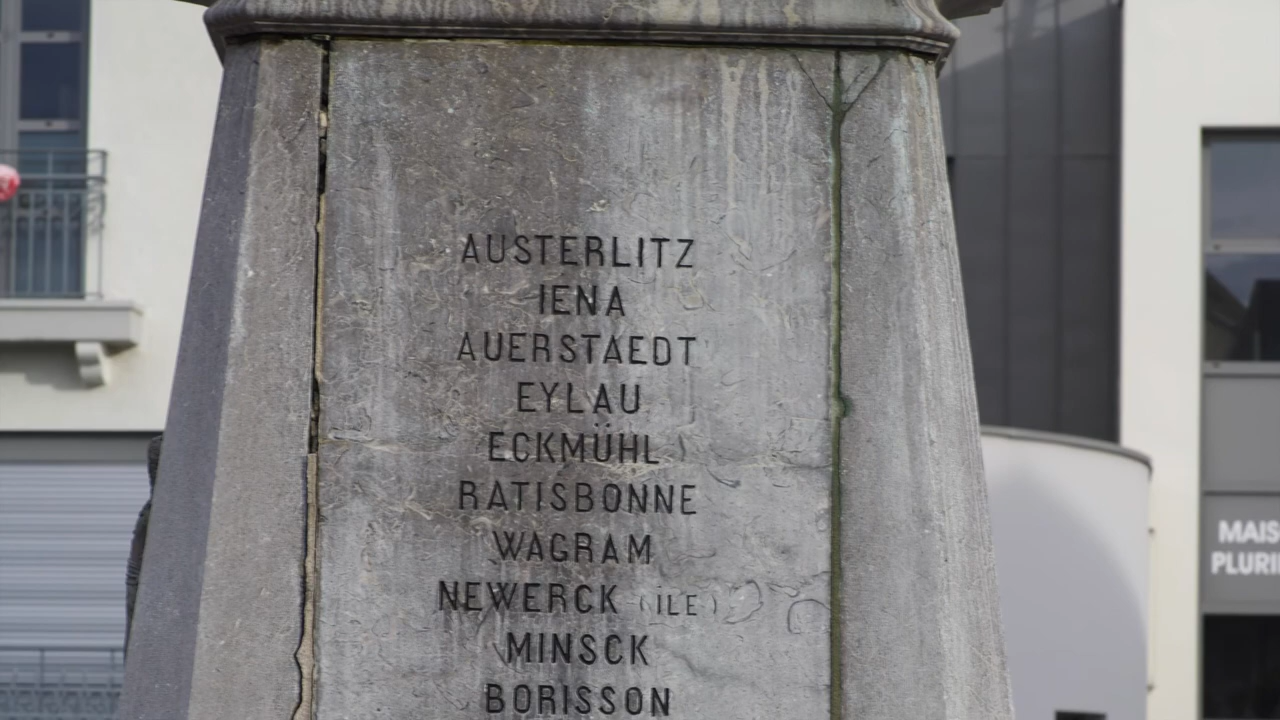 AUSTERLITZ
IENA
AUERSTAEDT
EYLAU
ECKMÜHL
RATISBONNE
WAGRAM
NEWERCK (ILE)
MINSCK
BORISSON
MAIS
PLURI